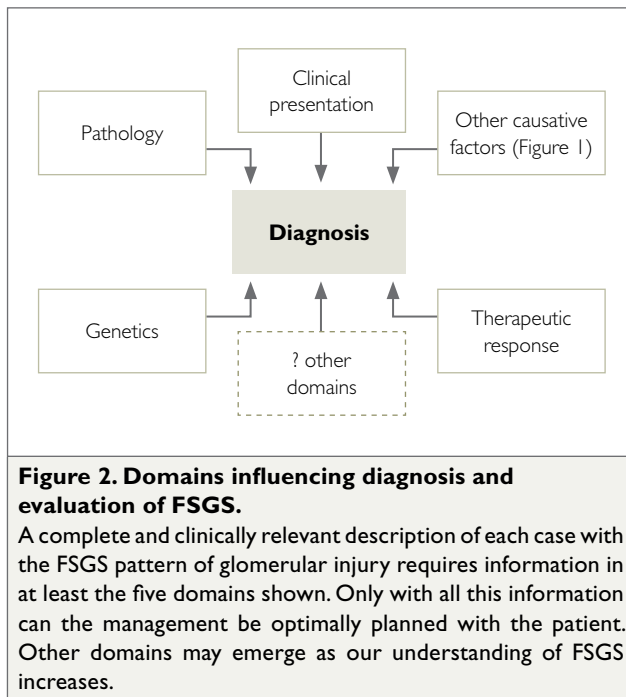 Clinical
presentation
Pathology
Other causative
factors (Figure 1)
Diagnosis
Genetics
? other
domains
Therapeutic
response
Figure 2. Domains influencing diagnosis and
evaluation of FSGS.
A complete and clinically relevant description of each case with
the FSGS pattern of glomerular injury requires information in
at least the five domains shown. Only with all this information
can the management be optimally planned with the patient.
Other domains may emerge as our understanding of FSGS
increases.